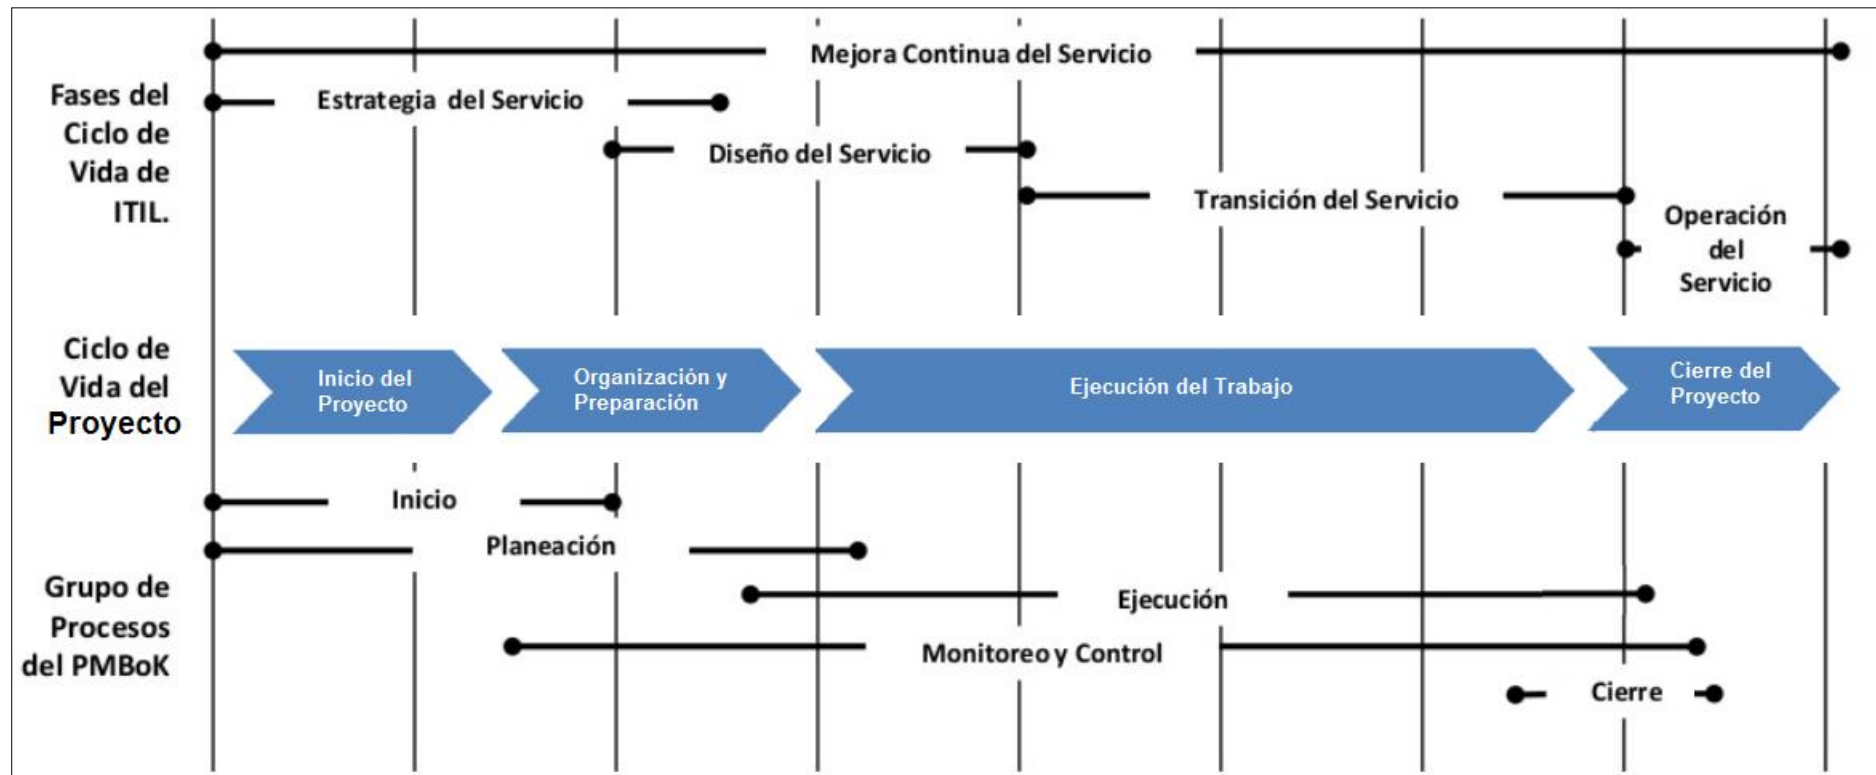 Mejora Continua del Servicio
Fases del
Ciclo de
Vida de
ITIL.
Estrategia del Servicio
Diseño del Servicio
Transición del Servicio
Operación
del
Servicio
Ciclo de
Vida del
Proyecto
Inicio del
Proyecto
Organización y
Preparación
Ejecución del Trabajo
Cierre del
Proyecto
Inicio
Planeación
Grupo de
Procesos
del PMBoK
Ejecución
Monitoreo y Control
Cierre